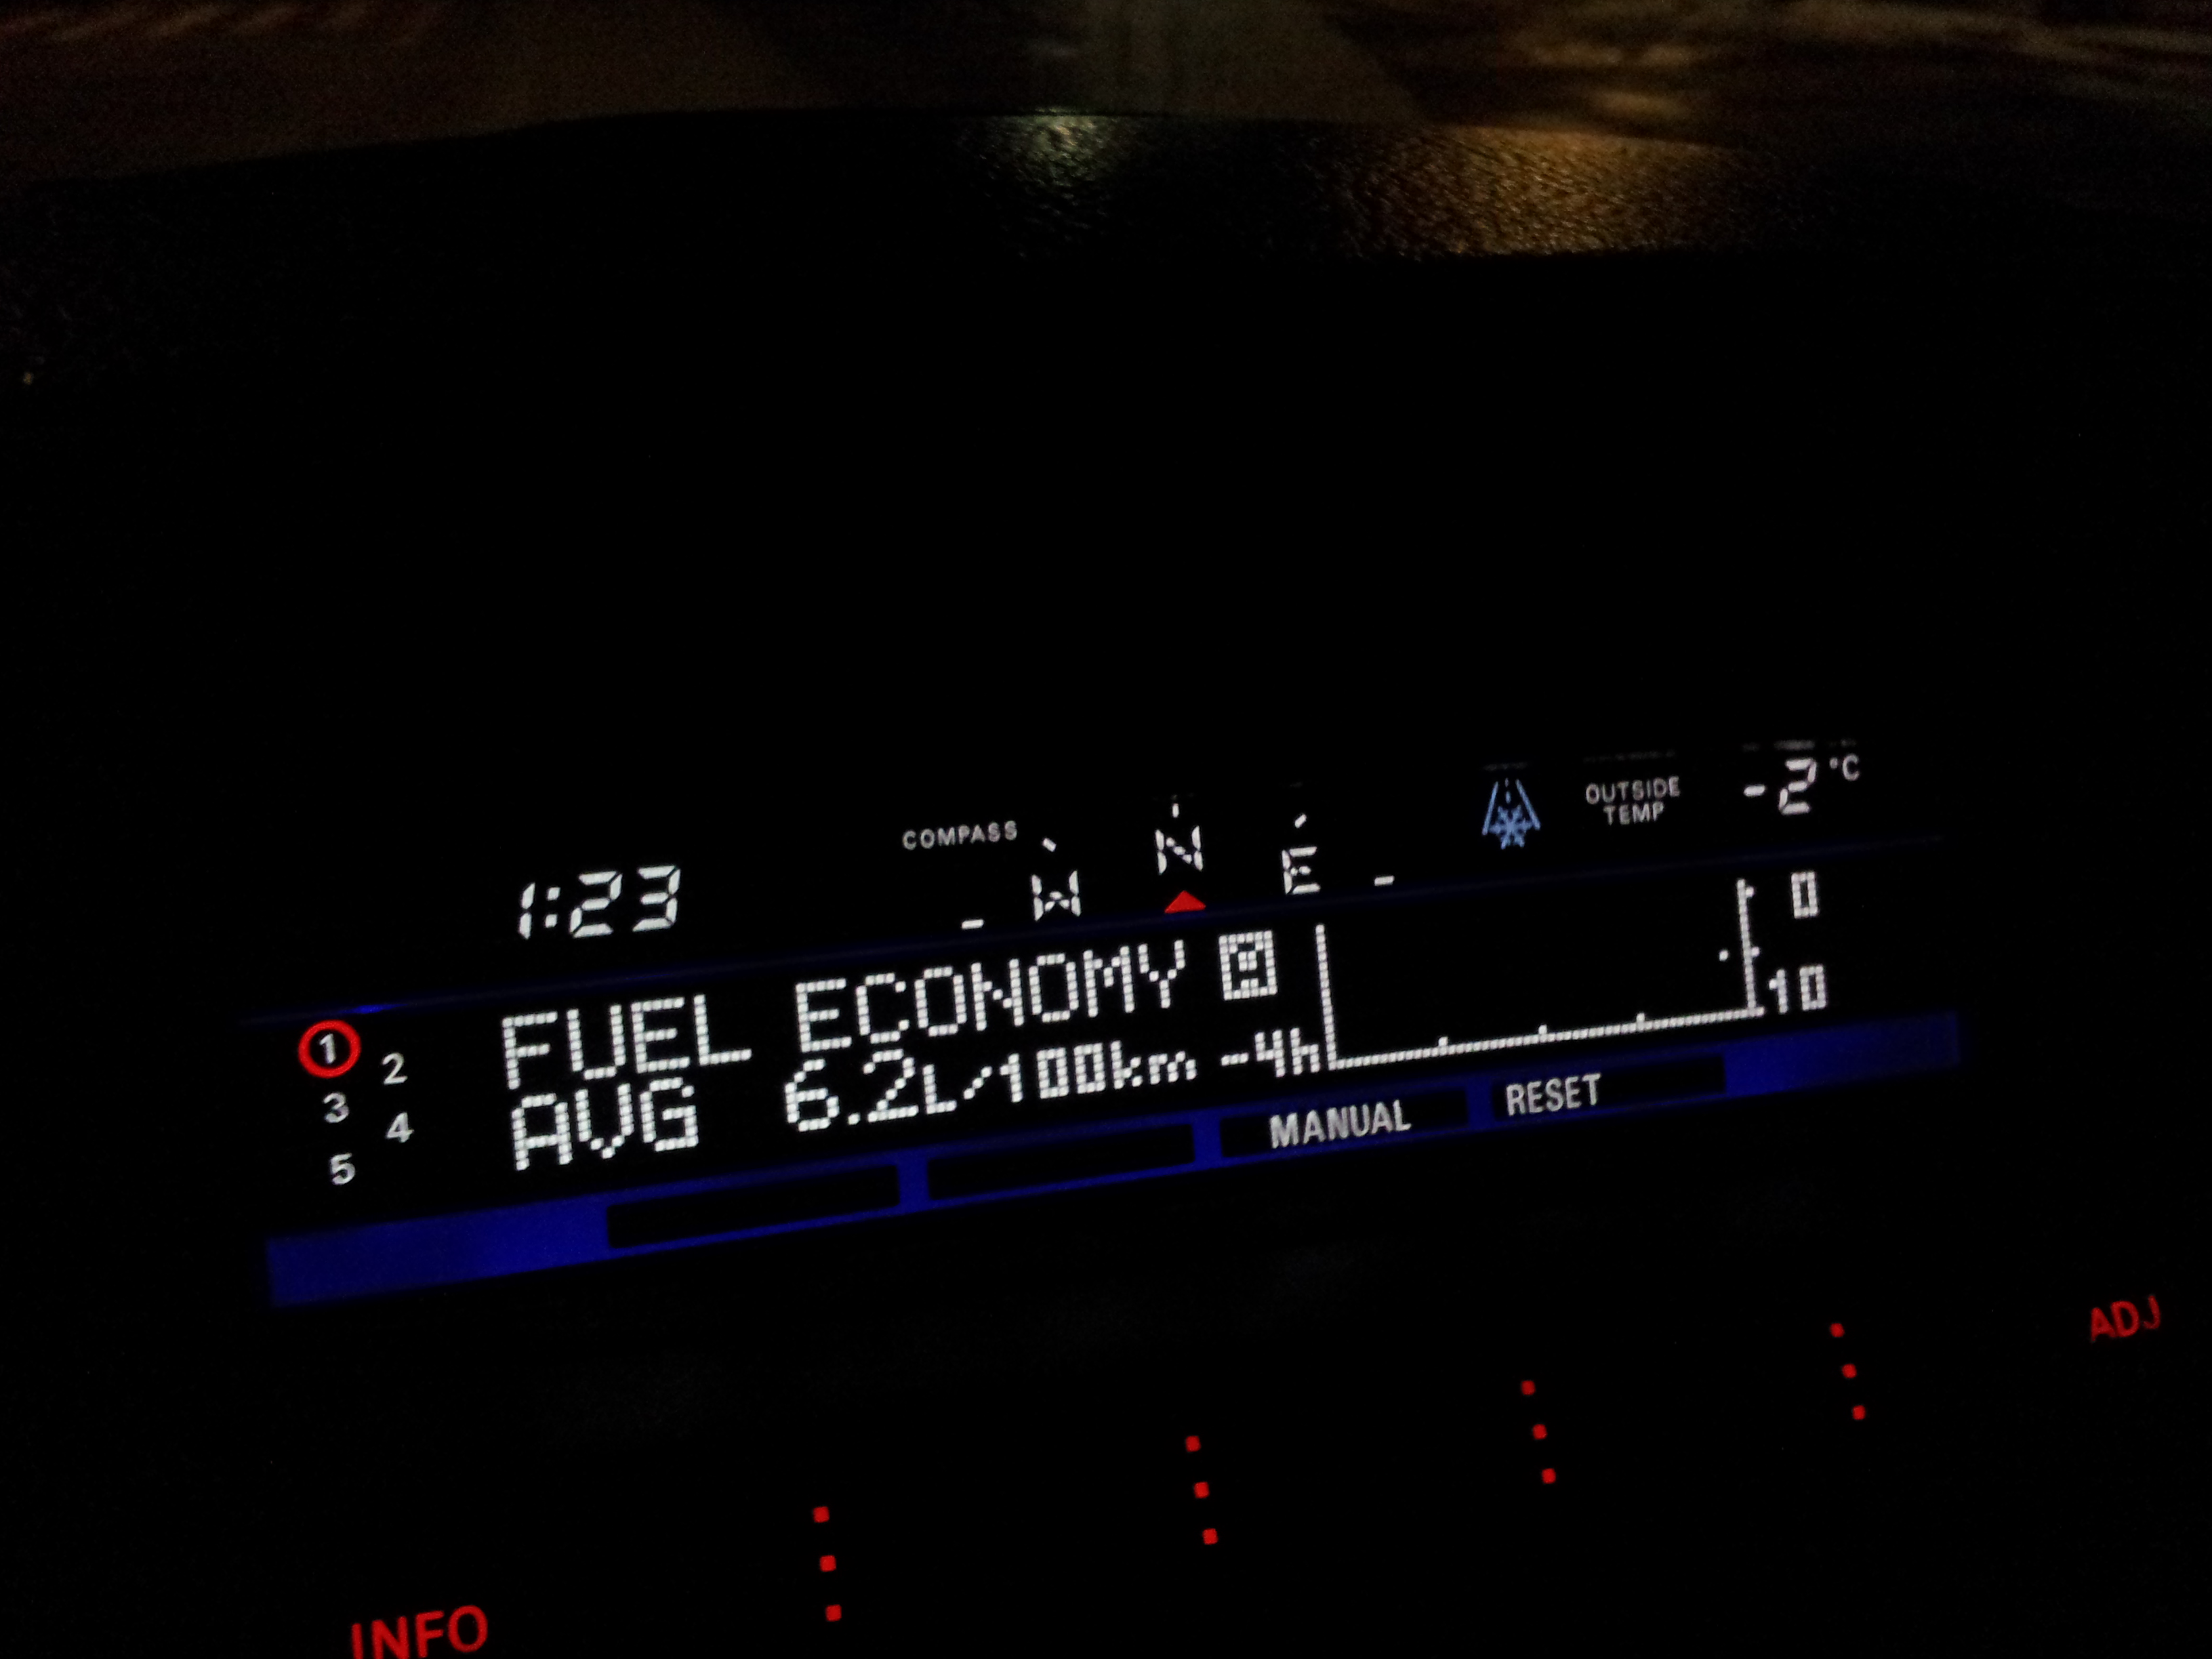 1:23
COMPASS
W N E
OUTSIDE
TEMP
-2°C
1 2
3 4
5
FUEL ECONOMY
AVG 6.2L/100km
-4h
0
10
MANUAL
RESET
INFO
ADJ